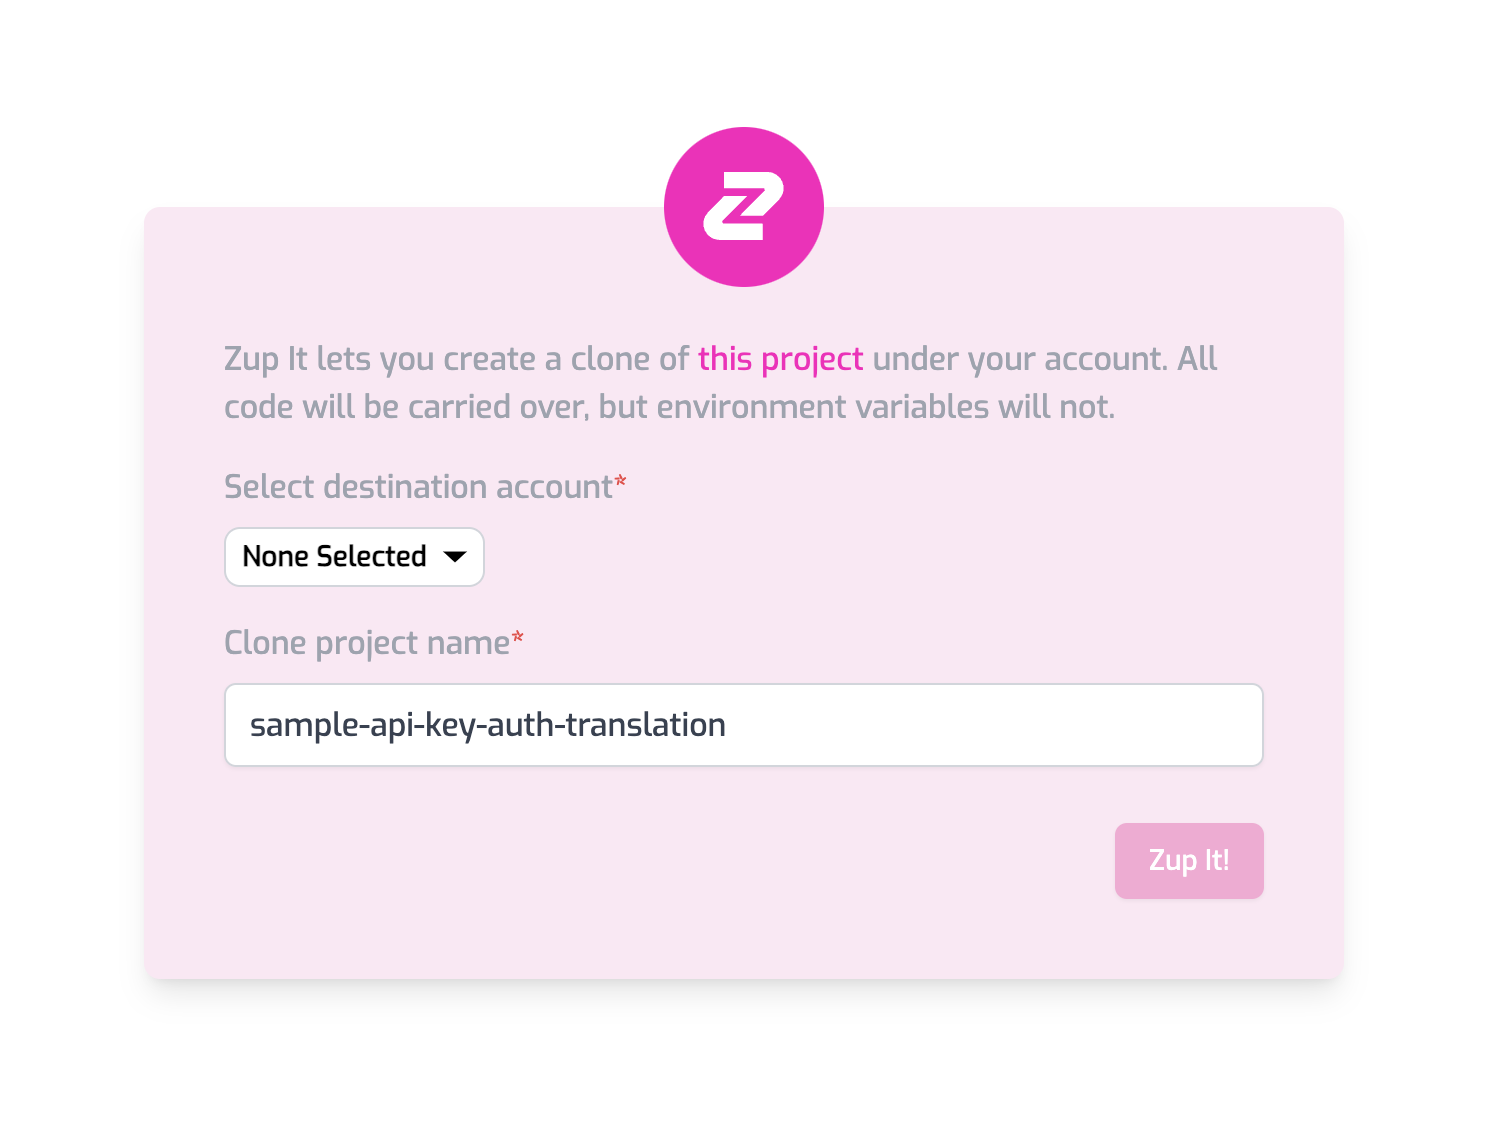 Zup It lets you create a clone of this project under your account. All
code will be carried over, but environment variables will not.
Select destination account*
None Selected
Clone project name*
sample-api-key-auth-translation
Zup It!